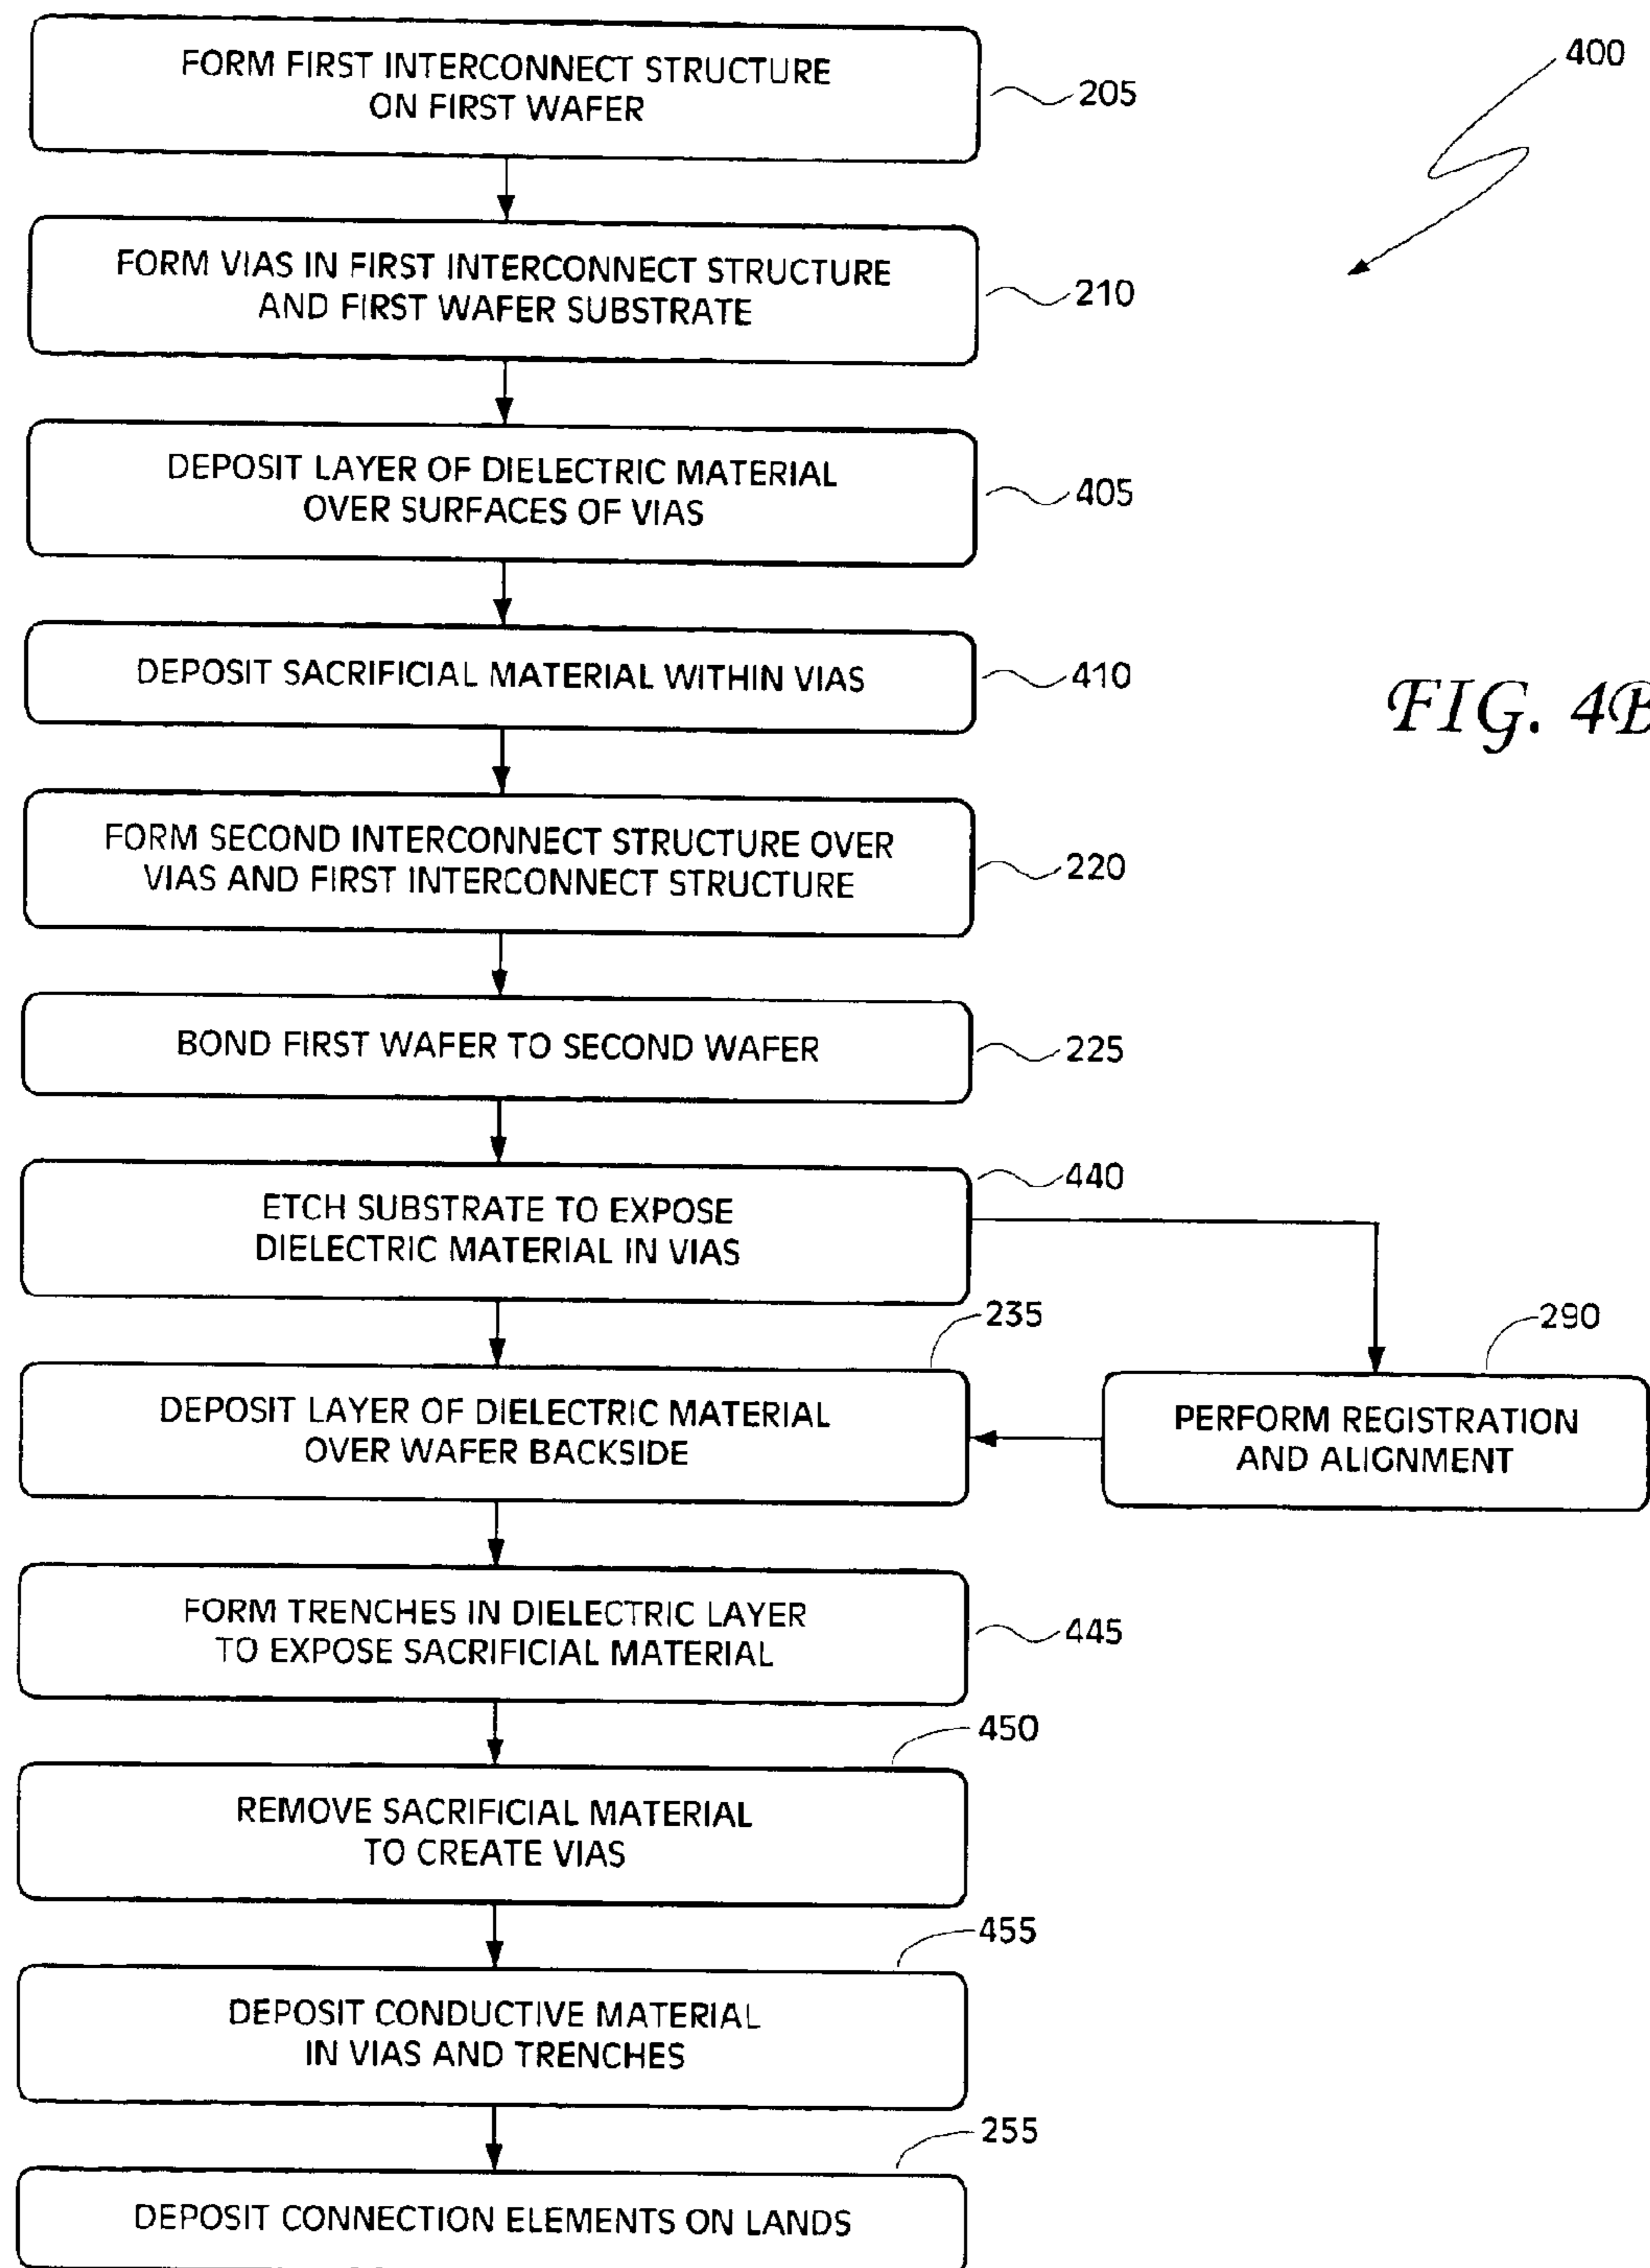 400
FORM FIRST INTERCONNECT STRUCTURE
ON FIRST WAFER
205
FORM VIAS IN FIRST INTERCONNECT STRUCTURE
AND FIRST WAFER SUBSTRATE
210
DEPOSIT LAYER OF DIELECTRIC MATERIAL
OVER SURFACES OF VIAS
405
DEPOSIT SACRIFICIAL MATERIAL WITHIN VIAS
410
FIG. 4B
FORM SECOND INTERCONNECT STRUCTURE OVER
VIAS AND FIRST INTERCONNECT STRUCTURE
220
BOND FIRST WAFER TO SECOND WAFER
225
ETCH SUBSTRATE TO EXPOSE
DIELECTRIC MATERIAL IN VIAS
440
235
DEPOSIT LAYER OF DIELECTRIC MATERIAL
OVER WAFER BACKSIDE
290
PERFORM REGISTRATION
AND ALIGNMENT
FORM TRENCHES IN DIELECTRIC LAYER
TO EXPOSE SACRIFICIAL MATERIAL
445
450
REMOVE SACRIFICIAL MATERIAL
TO CREATE VIAS
455
DEPOSIT CONDUCTIVE MATERIAL
IN VIAS AND TRENCHES
255
DEPOSIT CONNECTION ELEMENTS ON LANDS